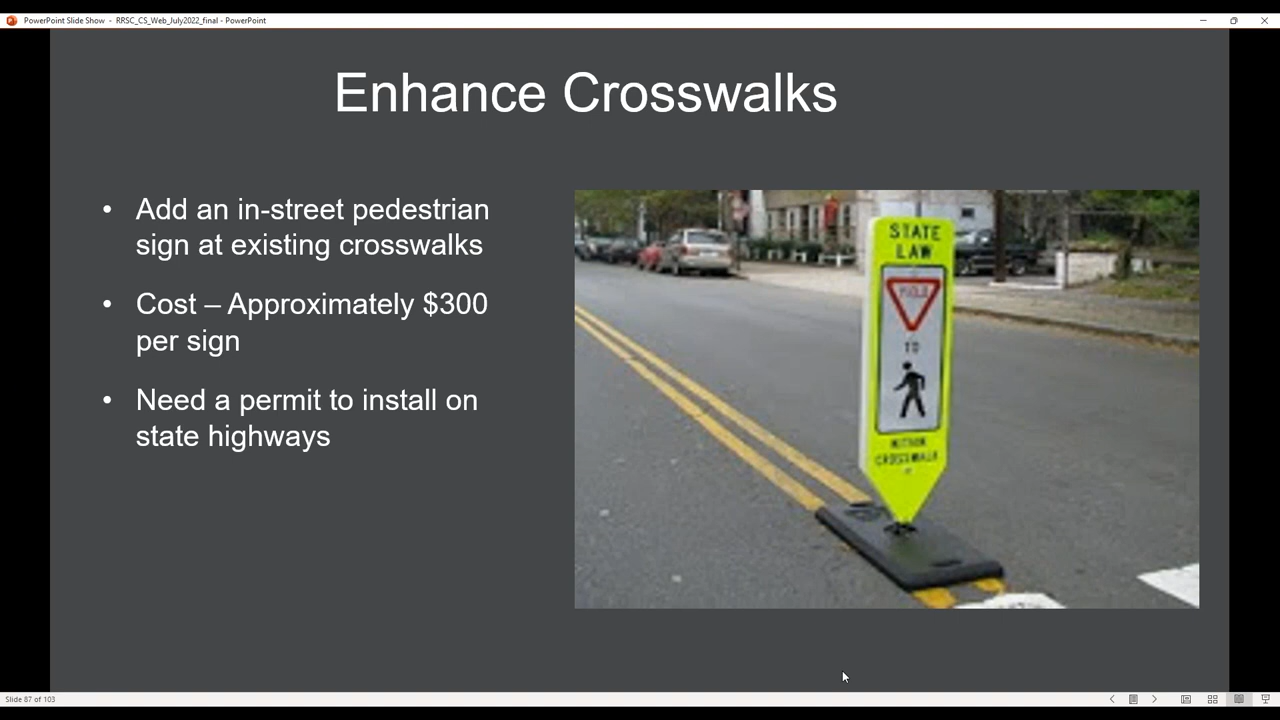 PowerPoint Slide Show - RRSC_CS_Web_July2022_final - PowerPoint
Enhance Crosswalks
• Add an in-street pedestrian
sign at existing crosswalks
• Cost – Approximately $300
per sign
• Need a permit to install on
state highways
STATE
LAW
YIELD
TO
WITHIN
CROSSWALK
Slide 87 of 103